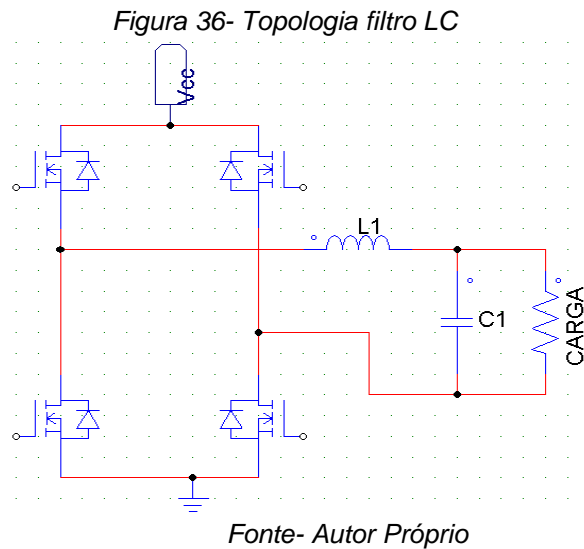 Figura 36- Topologia filtro LC
Vcc
L1
C1
CARGA
Fonte- Autor Próprio